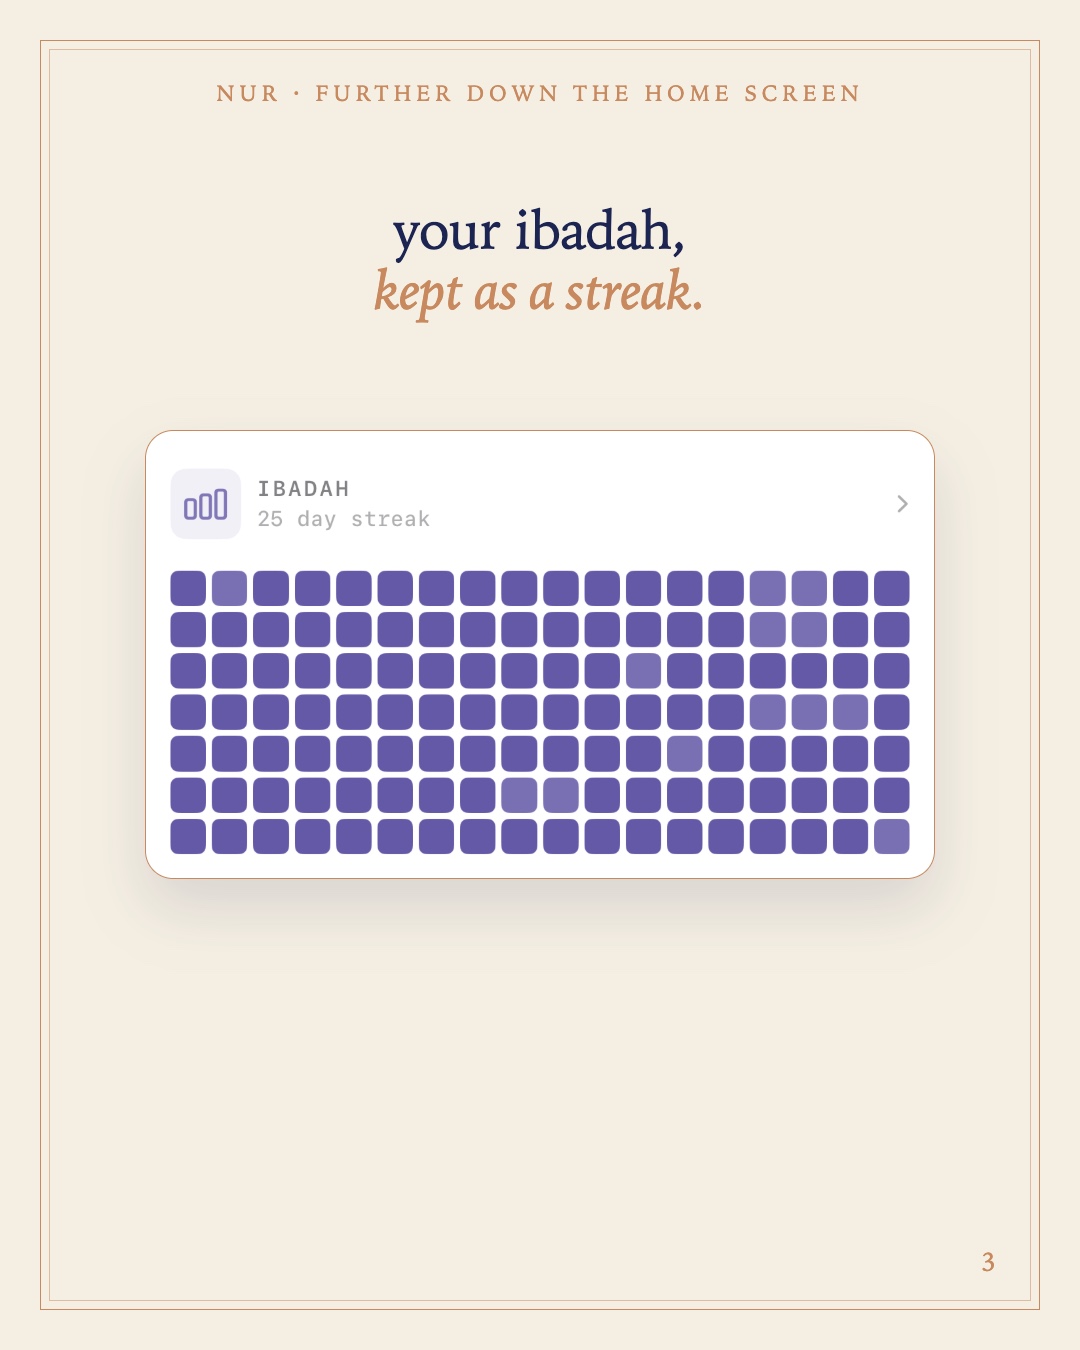 NUR · FURTHER DOWN THE HOME SCREEN
your ibadah,
kept as a streak.
IBADAH
25 day streak
3